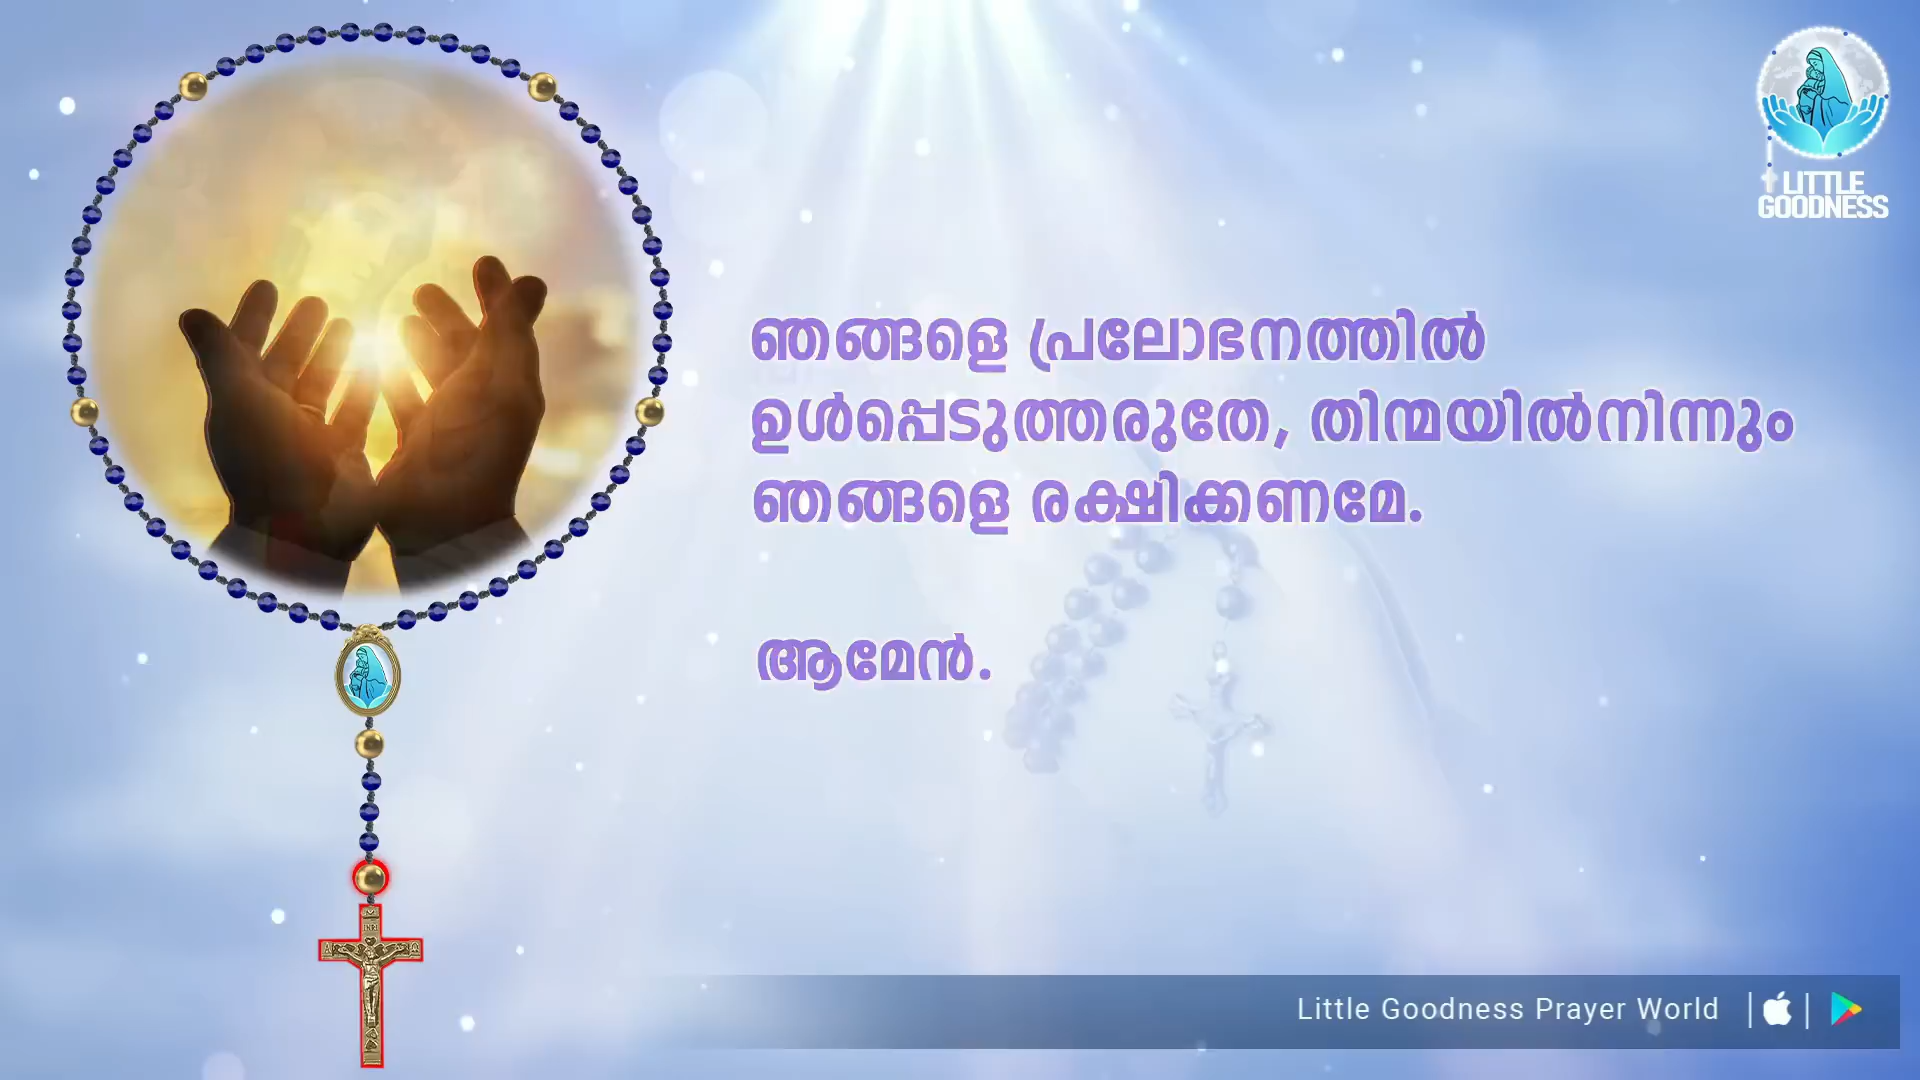 LITTLE
GOODNESS
ഞങ്ങളെ പ്രലോഭനത്തിൽ
ഉൾപ്പെടുത്തരുതേ, തിന്മയിൽനിന്നും
ഞങ്ങളെ രക്ഷിക്കണമേ.
ആമേൻ.
INRI
Little Goodness Prayer World